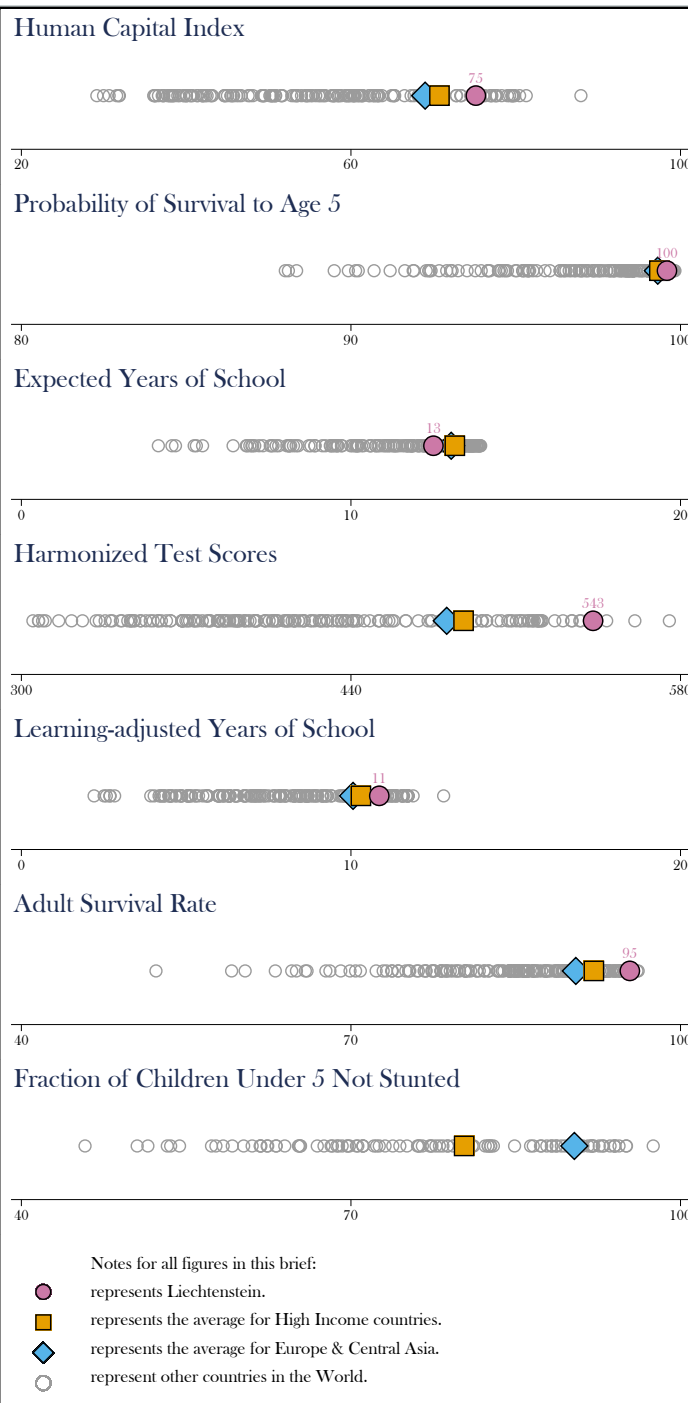 Human Capital Index
75
20 60 100
Probability of Survival to Age 5
100
80 90 100
Expected Years of School
13
0 10 20
Harmonized Test Scores
543
300 440 580
Learning-adjusted Years of School
11
0 10 20
Adult Survival Rate
95
40 70 100
Fraction of Children Under 5 Not Stunted
40 70 100
Notes for all figures in this brief:
represents Liechtenstein.
represents the average for High Income countries.
represents the average for Europe & Central Asia.
represent other countries in the World.